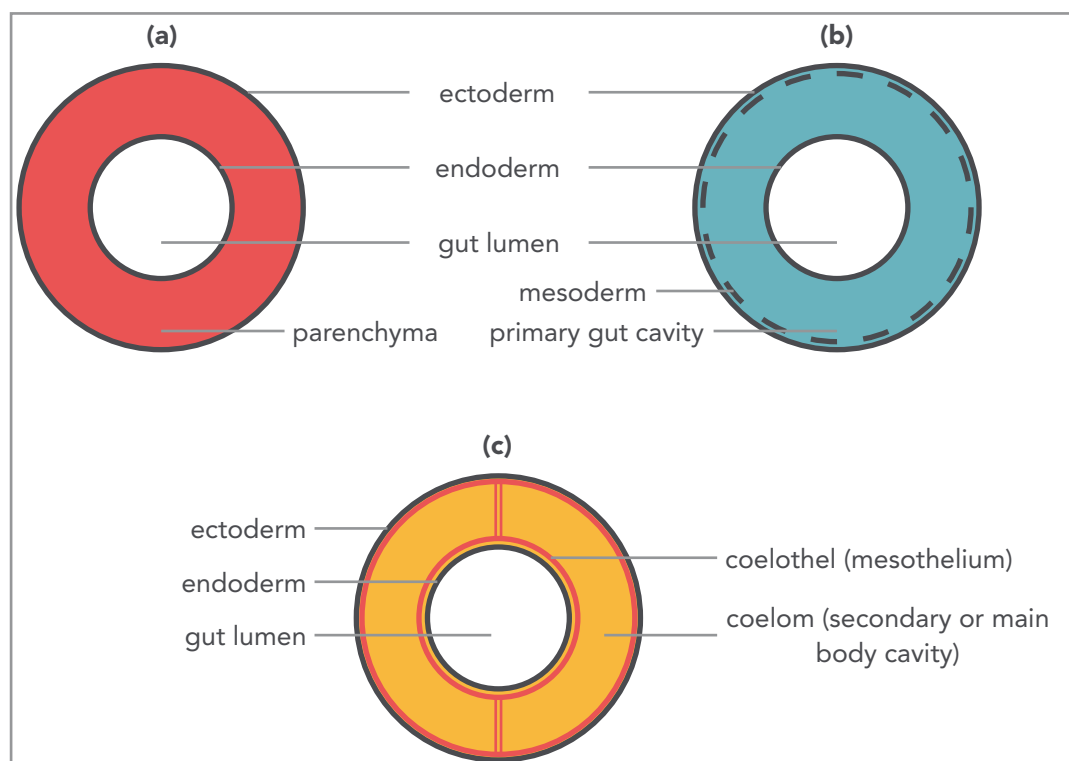 (a)
(b)
ectoderm
endoderm
gut lumen
mesoderm
parenchyma
primary gut cavity
(c)
ectoderm
endoderm
gut lumen
coelothel (mesothelium)
coelom (secondary or main
body cavity)